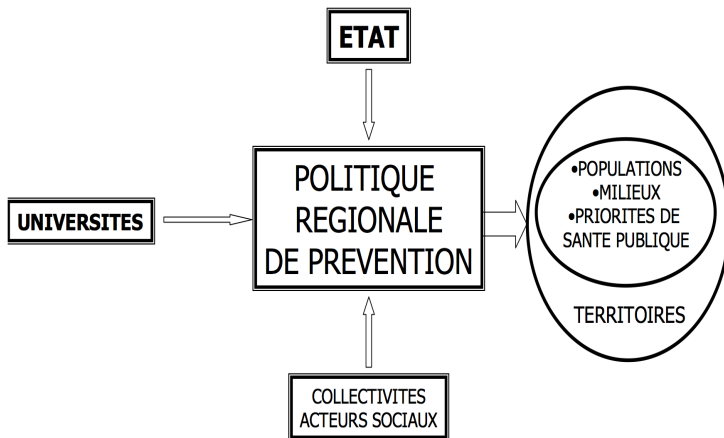 ETAT
POLITIQUE
REGIONALE
DE PREVENTION
UNIVERSITES
•POPULATIONS
•MILIEUX
•PRIORITES DE
SANTE PUBLIQUE
TERRITOIRES
COLLECTIVITES
ACTEURS SOCIAUX